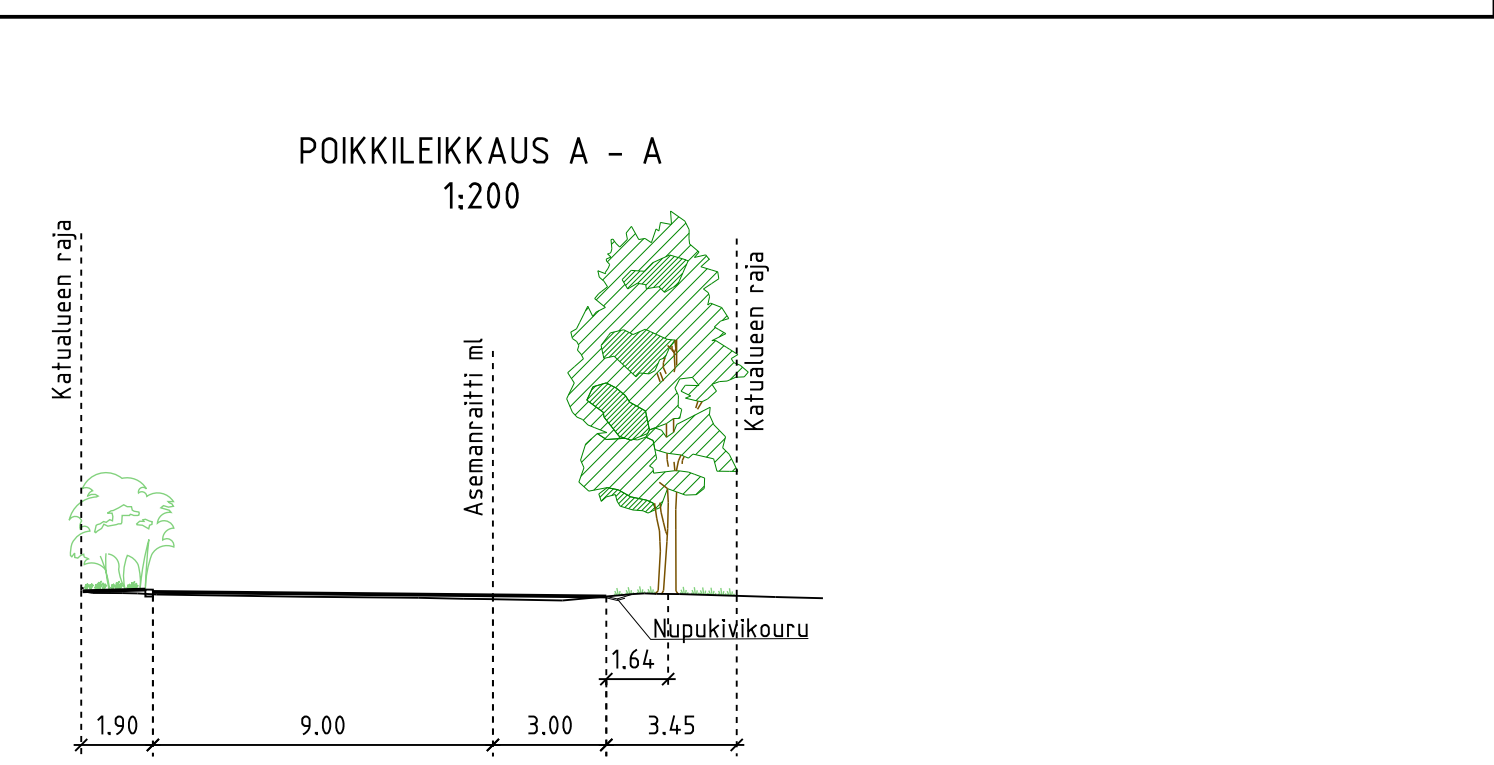 POIKKILEIKKAUS A - A
1:200
Katualueen raja
Asemanraitti ml
Katualueen raja
Nupukivikouru
1.64
1.90
9.00
3.00
3.45